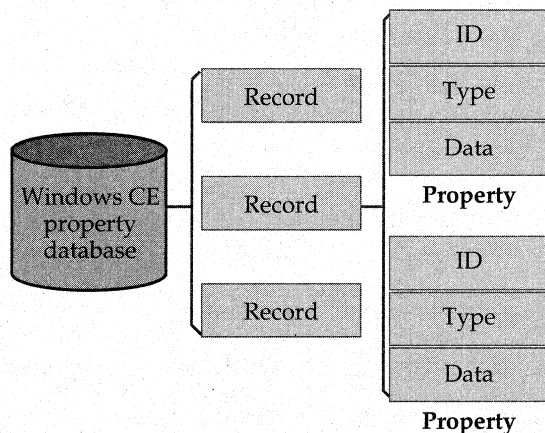 Windows CE
property
database
Record
Record
Record
ID
Type
Data
Property
ID
Type
Data
Property